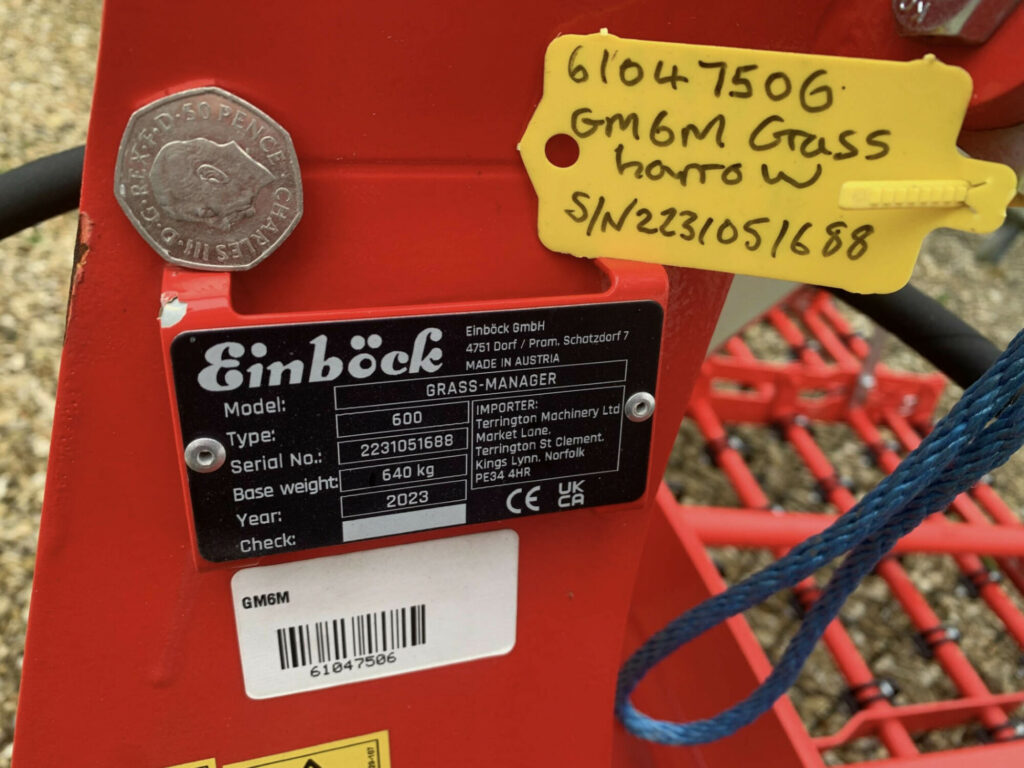 CHARLES III · D · G · REX · F · D · 50 PENCE ·
61047506
GM6M Grass
harrow
S/N2231051688
Einböck
Einböck GmbH
4751 Dorf / Pram. Schatzdorf 7
MADE IN AUSTRIA
Model: GRASS-MANAGER
Type: 600
Serial No.: 2231051688
Base weight: 640 kg
Year: 2023
Check:
IMPORTER:
Terrington Machinery Ltd
Market Lane.
Terrington St Clement.
Kings Lynn. Norfolk
PE34 4HR
CE UK
CA
GM6M
61047506